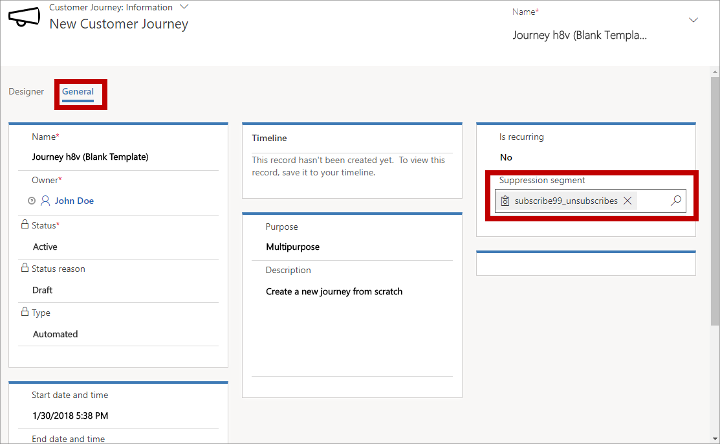 Customer Journey: Information
New Customer Journey
Name*
Journey h8v (Blank Templa...
Designer
General
Name*
Journey h8v (Blank Template)
Owner*
John Doe
Status*
Active
Status reason
Draft
Type
Automated
Start date and time
1/30/2018 5:38 PM
End date and time
Timeline
This record hasn't been created yet. To view this
record, save it to your timeline.
Purpose
Multipurpose
Description
Create a new journey from scratch
Is recurring
No
Suppression segment
subscribe99_unsubscribes